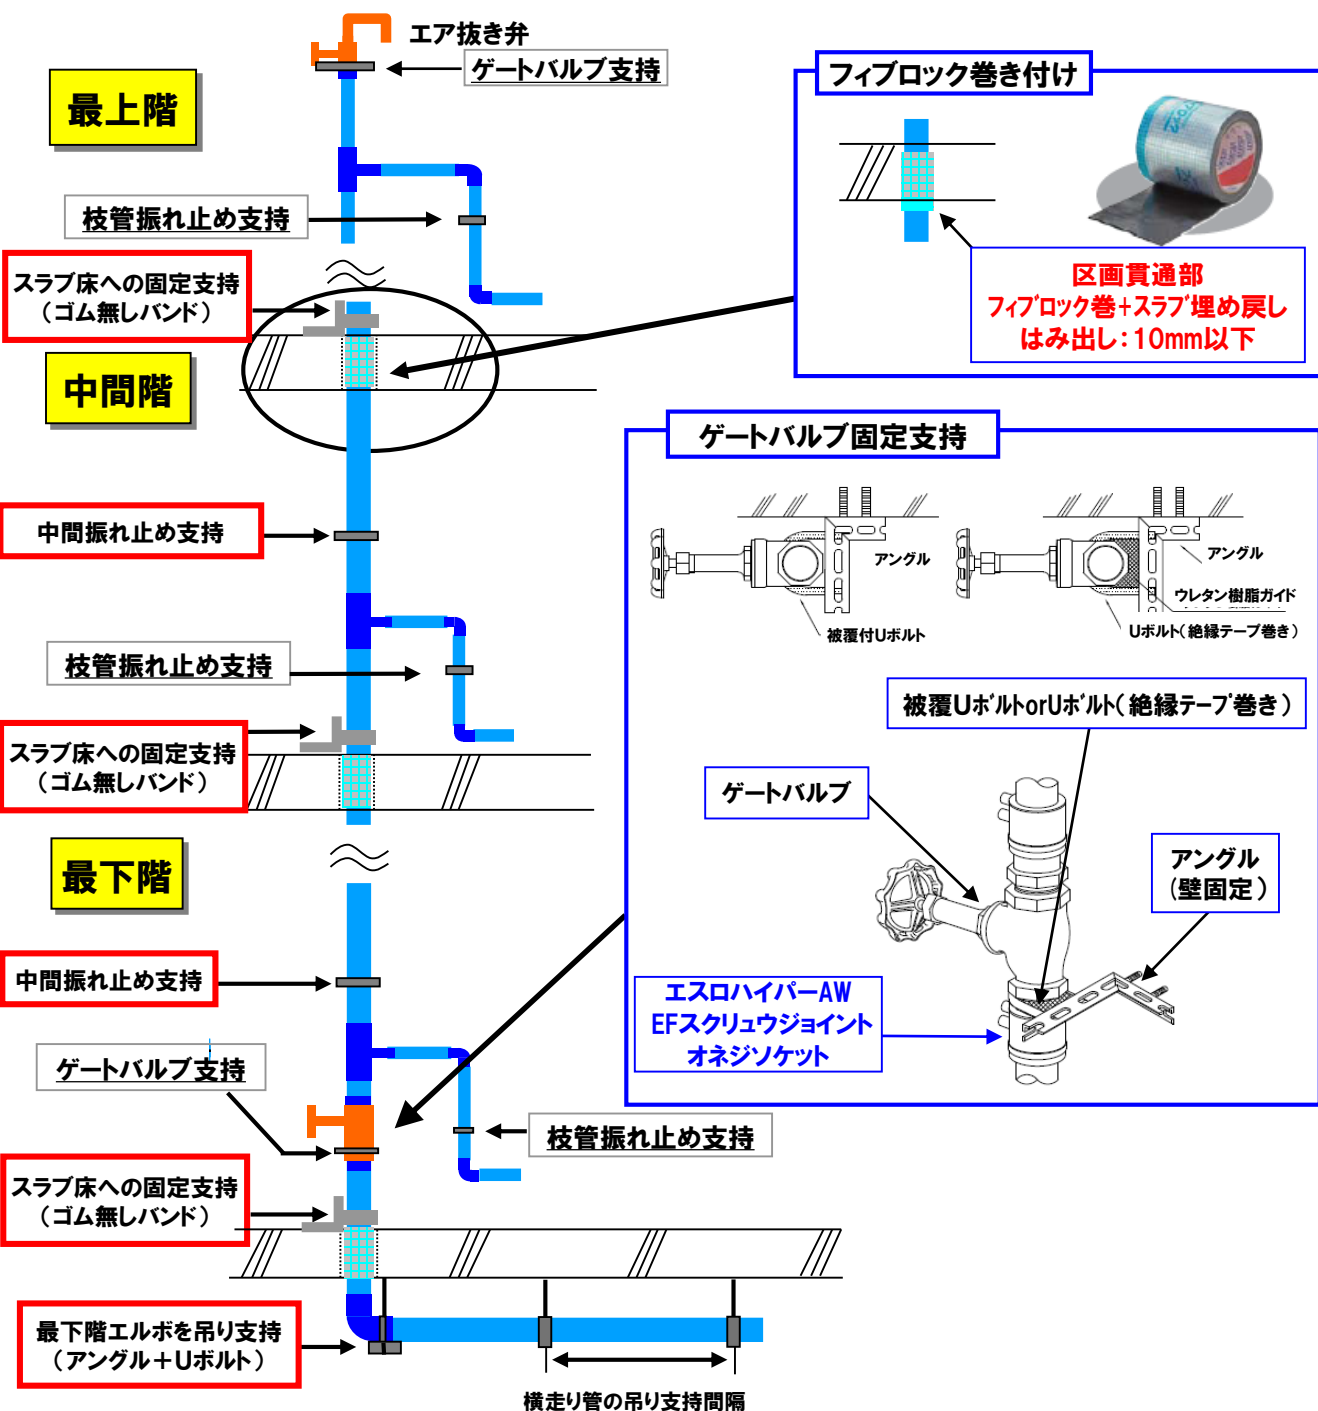 エア抜き弁
ゲートバルブ支持
最上階
枝管振れ止め支持
スラブ床への固定支持
（ゴム無しバンド）
中間階
中間振れ止め支持
枝管振れ止め支持
スラブ床への固定支持
（ゴム無しバンド）
最下階
中間振れ止め支持
ゲートバルブ支持
枝管振れ止め支持
スラブ床への固定支持
（ゴム無しバンド）
最下階エルボを吊り支持
（アングル＋Uボルト）
横走り管の吊り支持間隔
フィブロック巻き付け
区画貫通部
フィブロック巻+スラブ埋め戻し
はみ出し：10mm以下
ゲートバルブ固定支持
アングル
被覆付Uボルト
アングル
ウレタン樹脂ガイド
Uボルト（絶縁テープ巻き）
被覆UボルトorUボルト（絶縁テープ巻き）
ゲートバルブ
アングル
（壁固定）
エスロハイパーAW
EFスクリュウジョイント
オネジソケット